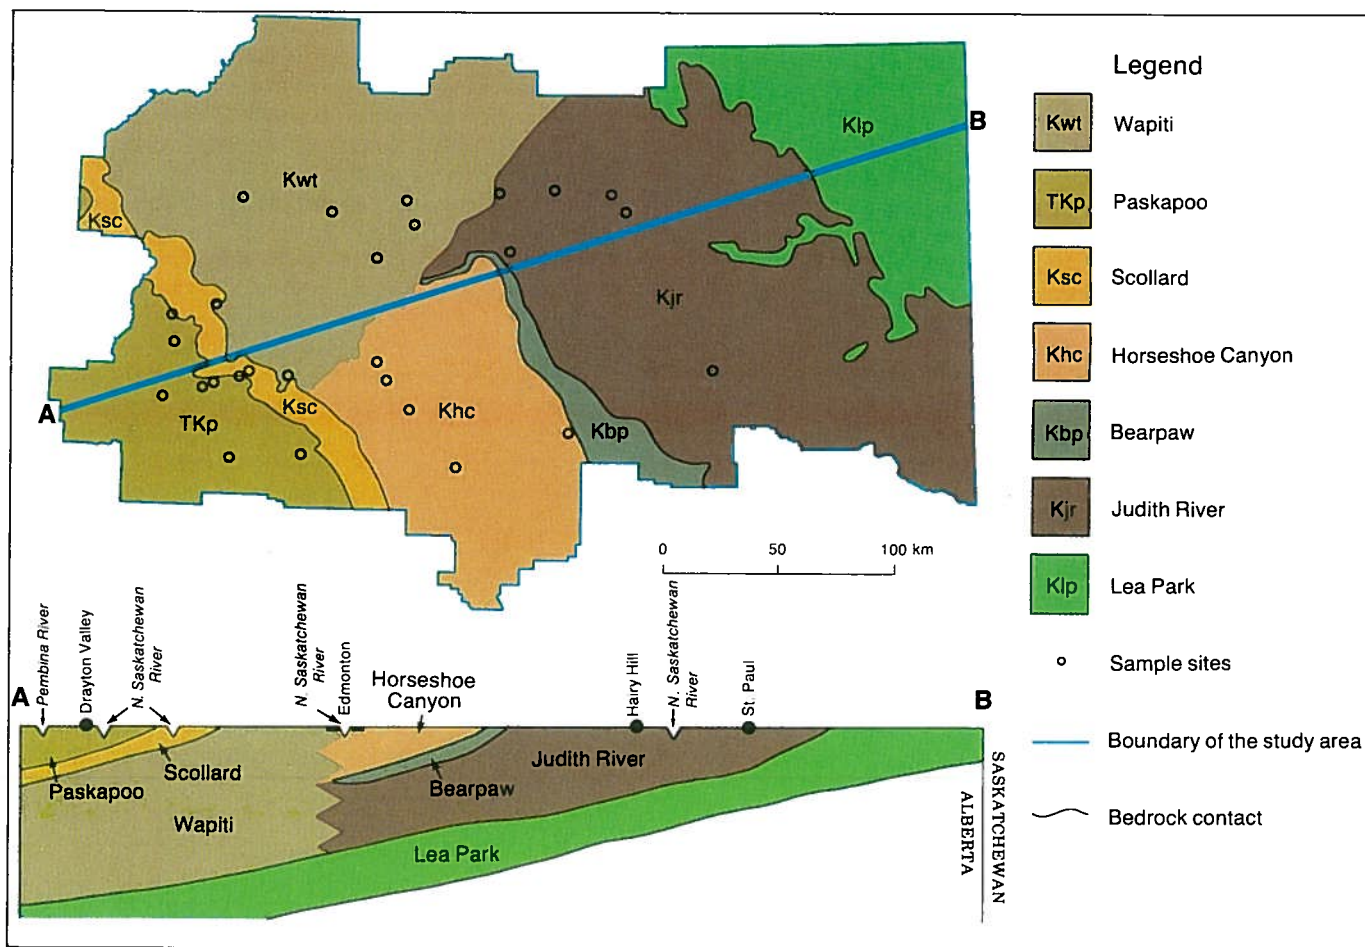 Legend
Kwt
Wapiti
TKp
Paskapoo
Ksc
Scollard
Khc
Horseshoe Canyon
Kbp
Bearpaw
Kjr
Judith River
Klp
Lea Park
Sample sites
Boundary of the study area
Bedrock contact
Klp
B
Kwt
Ksc
Kjr
A
TKp
Ksc
Khc
Kbp
0 50 100 km
A
Pembina River
Drayton Valley
N. Saskatchewan
River
N. Saskatchewan
River
Edmonton
Horseshoe
Canyon
Hairy Hill
N. Saskatchewan
River
St. Paul
B
Paskapoo
Scollard
Wapiti
Bearpaw
Judith River
Lea Park
ALBERTA
SASKATCHEWAN